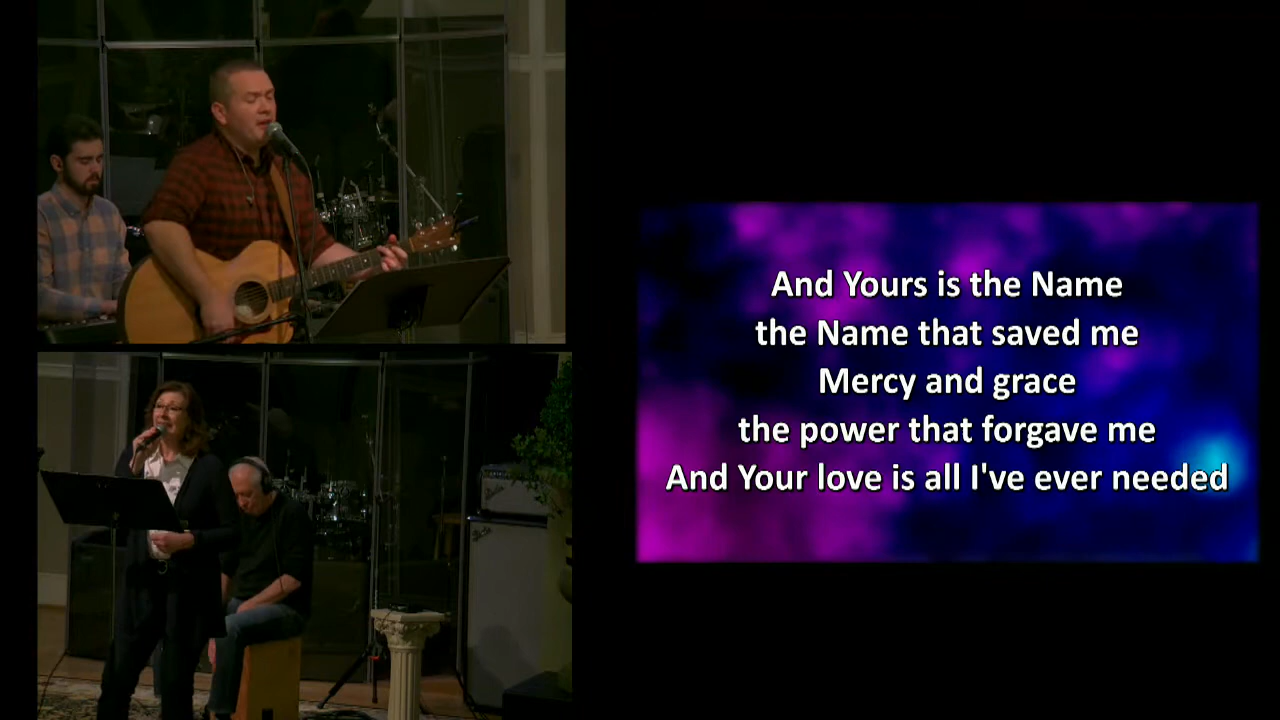 And Yours is the Name
the Name that saved me
Mercy and grace
the power that forgave me
And Your love is all I've ever needed